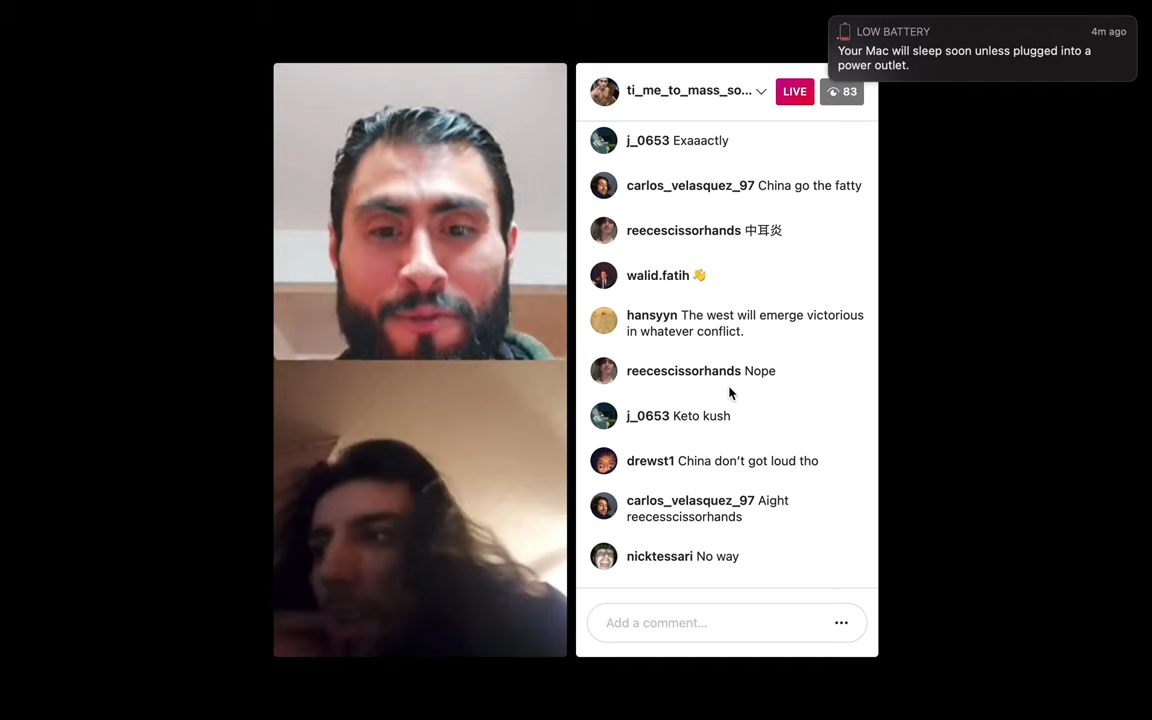 LOW BATTERY
4m ago
Your Mac will sleep soon unless plugged into a
power outlet.
ti_me_to_mass_so...
LIVE
83
j_0653 Exaaactly
carlos_velasquez_97 China go the fatty
reecescissorhands 中耳炎
walid.fatih 👋
hansyyn The west will emerge victorious
in whatever conflict.
reecescissorhands Nope
j_0653 Keto kush
drewst1 China don't got loud tho
carlos_velasquez_97 Aight
reecesscissorhands
nicktessari No way
Add a comment...